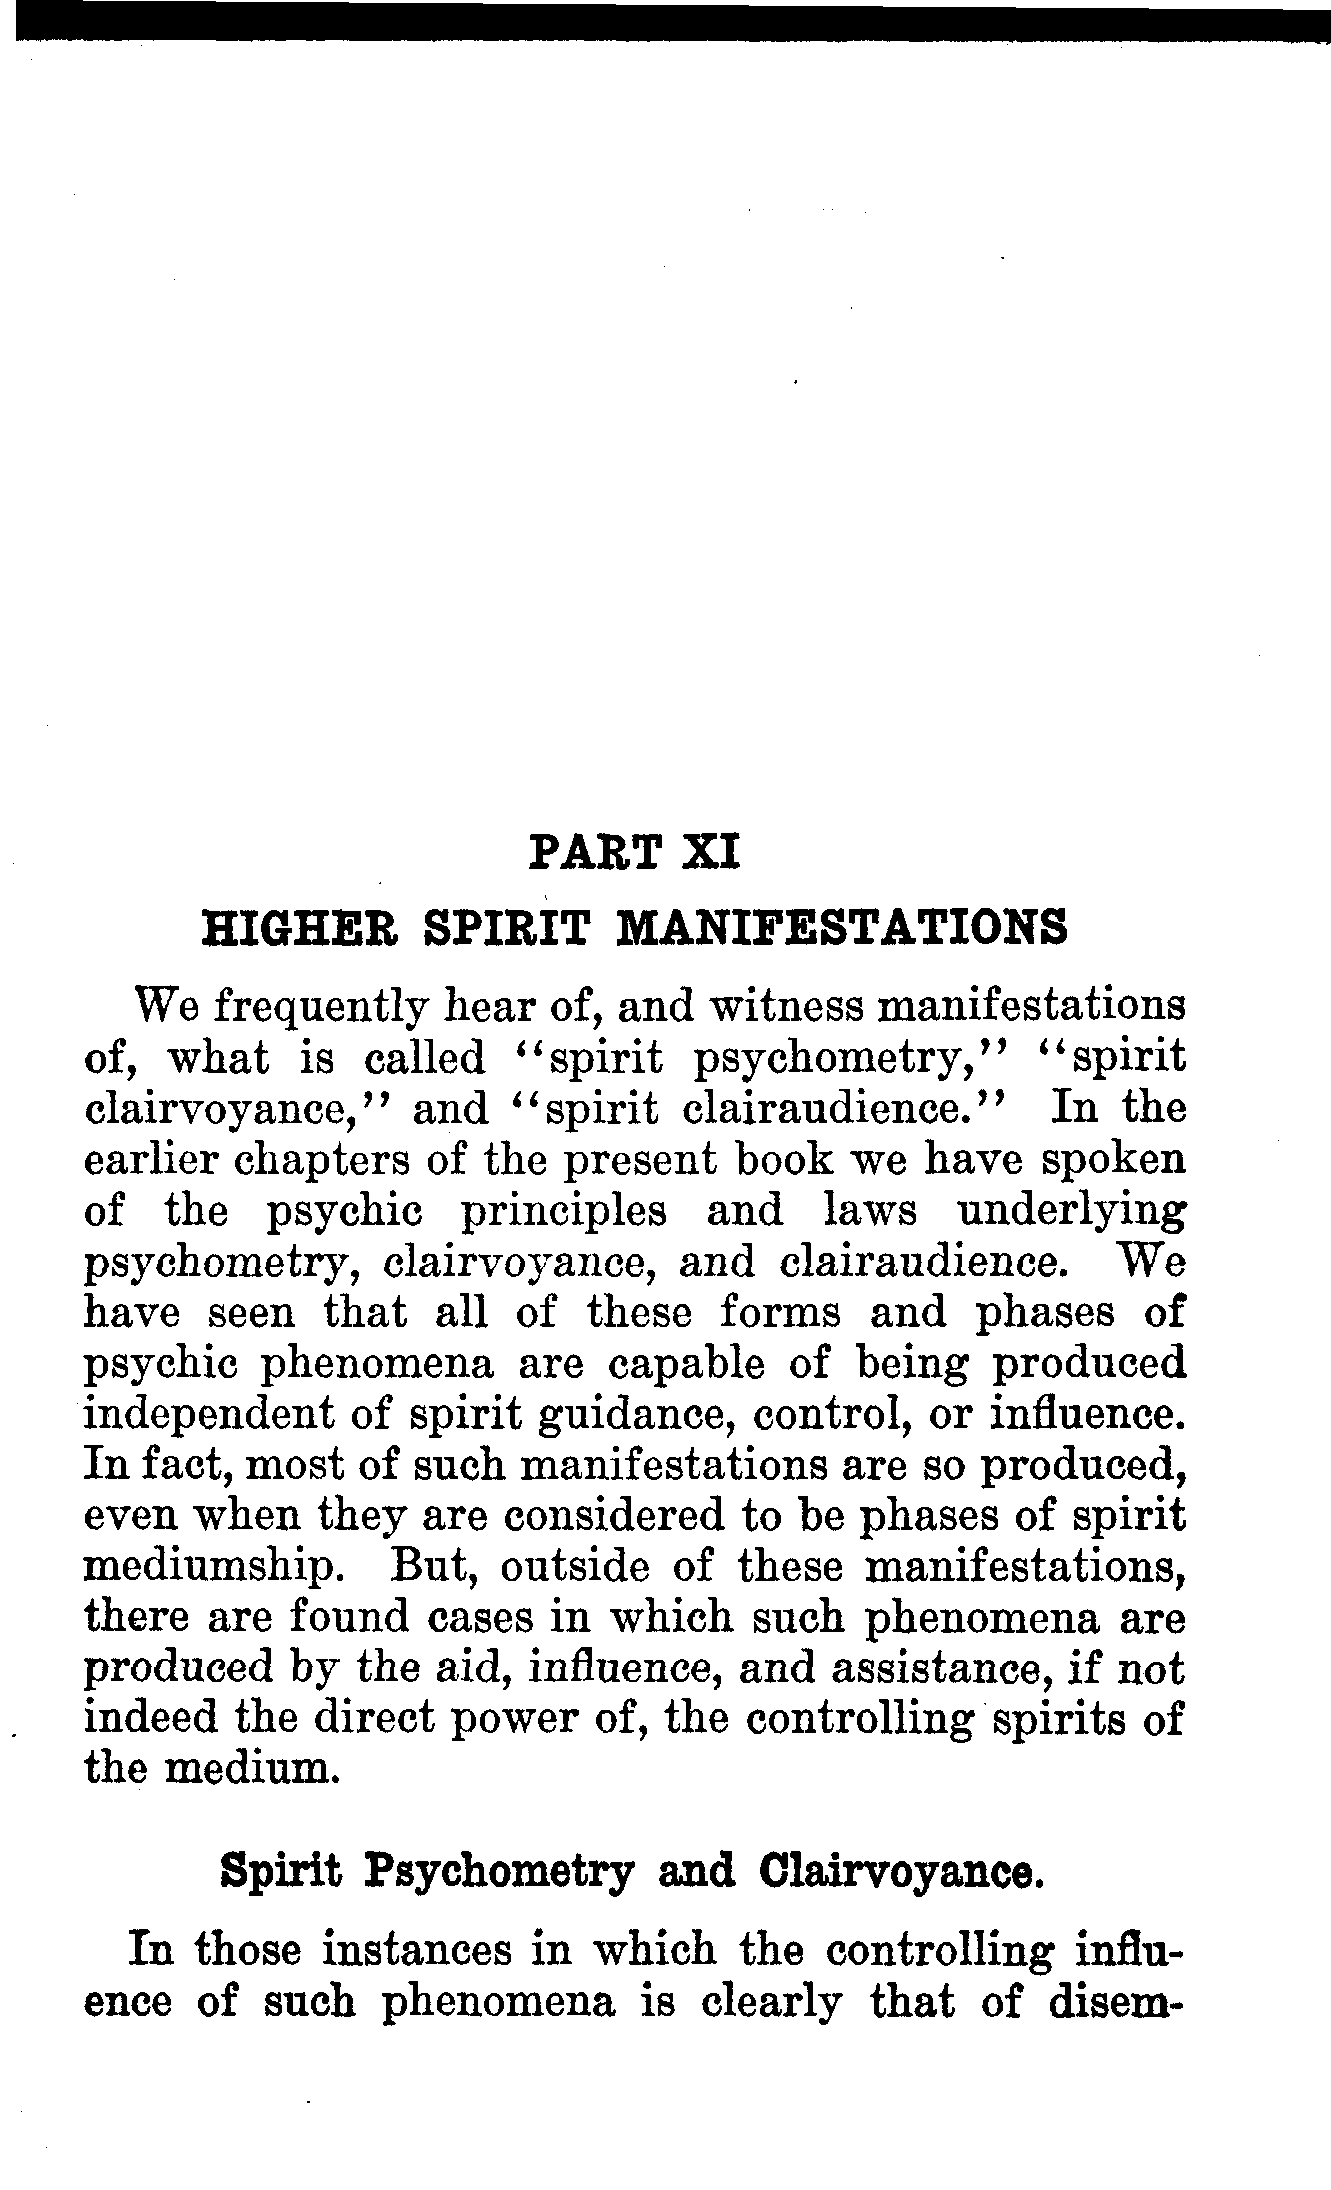 PART XI
HIGHER SPIRIT MANIFESTATIONS
We frequently hear of, and witness manifestations
of, what is called “spirit psychometry,” “spirit
clairvoyance,” and “spirit clairaudience.” In the
earlier chapters of the present book we have spoken
of the psychic principles and laws underlying
psychometry, clairvoyance, and clairaudience. We
have seen that all of these forms and phases of
psychic phenomena are capable of being produced
independent of spirit guidance, control, or influence.
In fact, most of such manifestations are so produced,
even when they are considered to be phases of spirit
mediumship. But, outside of these manifestations,
there are found cases in which such phenomena are
produced by the aid, influence, and assistance, if not
indeed the direct power of, the controlling spirits of
the medium.
Spirit Psychometry and Clairvoyance.
In those instances in which the controlling influ-
ence of such phenomena is clearly that of disem-